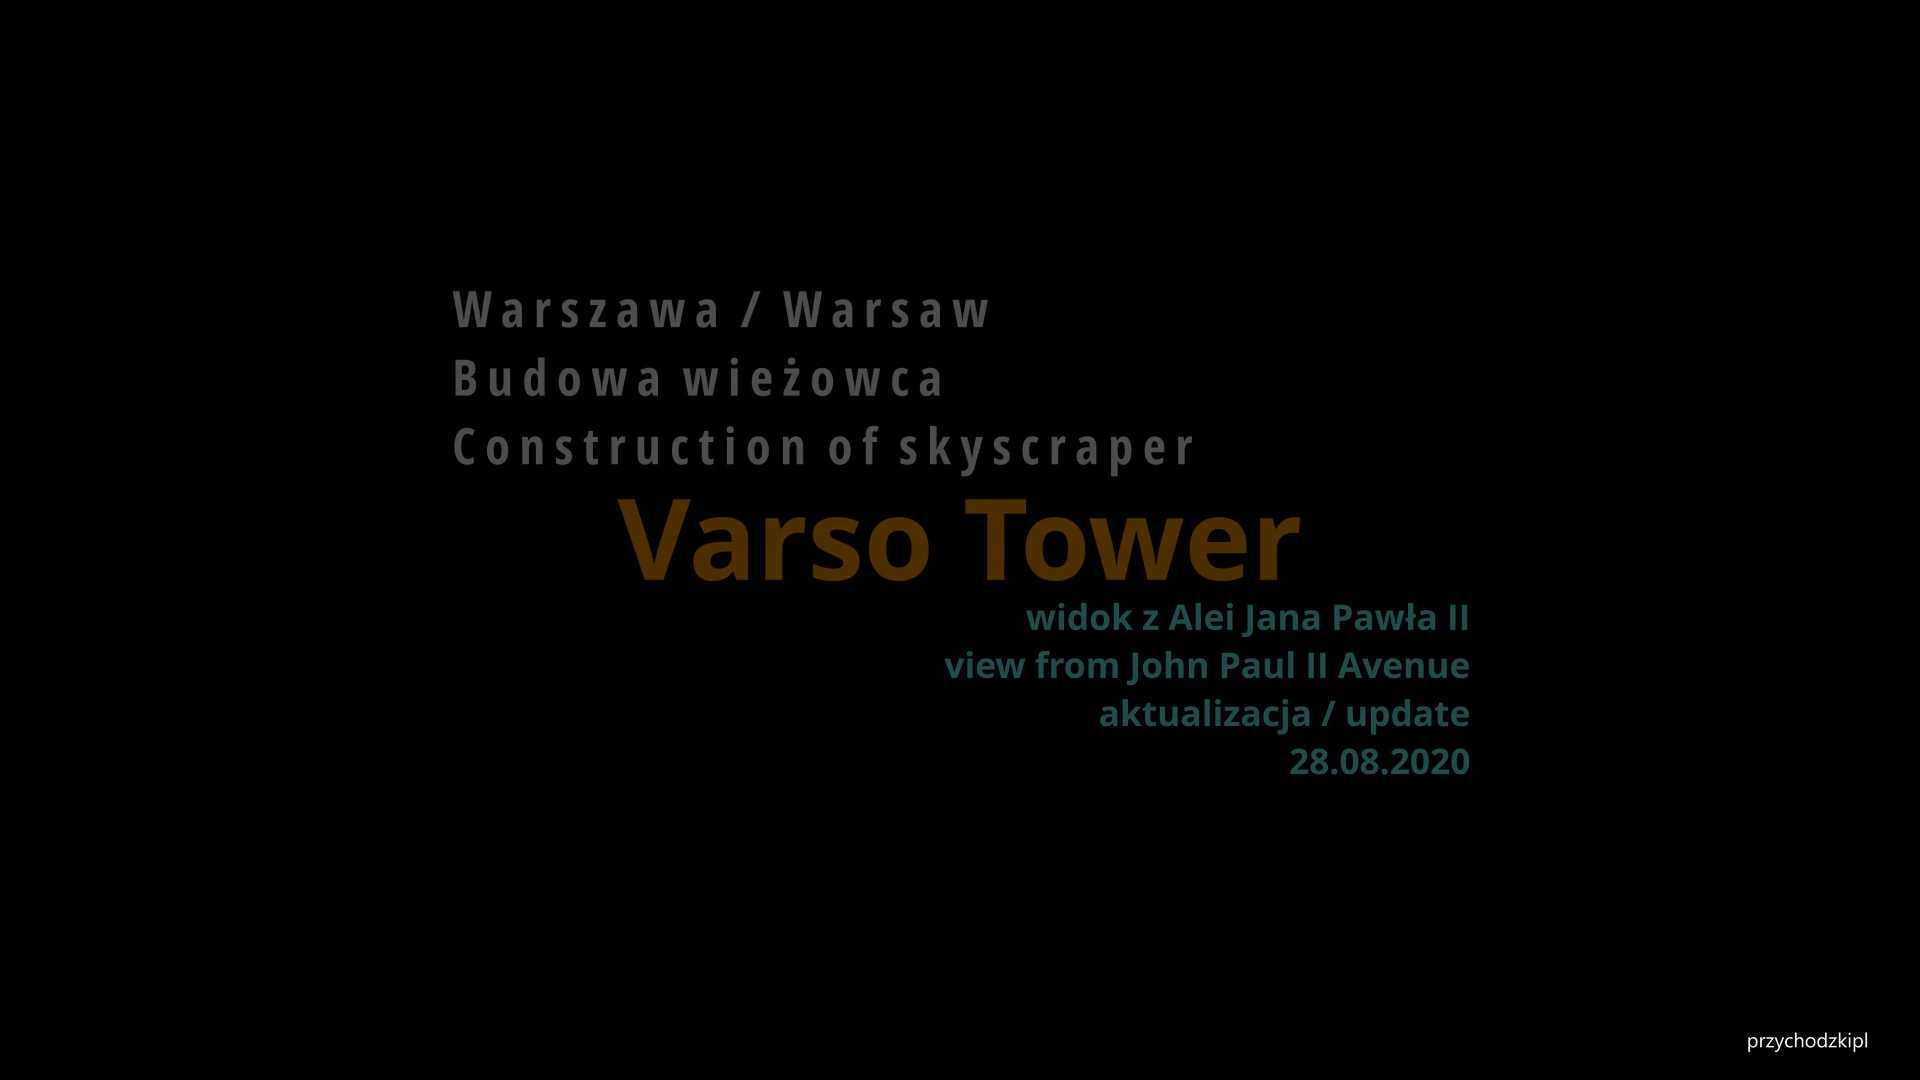 Warszawa / Warsaw
Budowa wieżowca
Construction of skyscraper
Varso Tower
widok z Alei Jana Pawła II
view from John Paul II Avenue
aktualizacja / update
28.08.2020
przychodzkipl